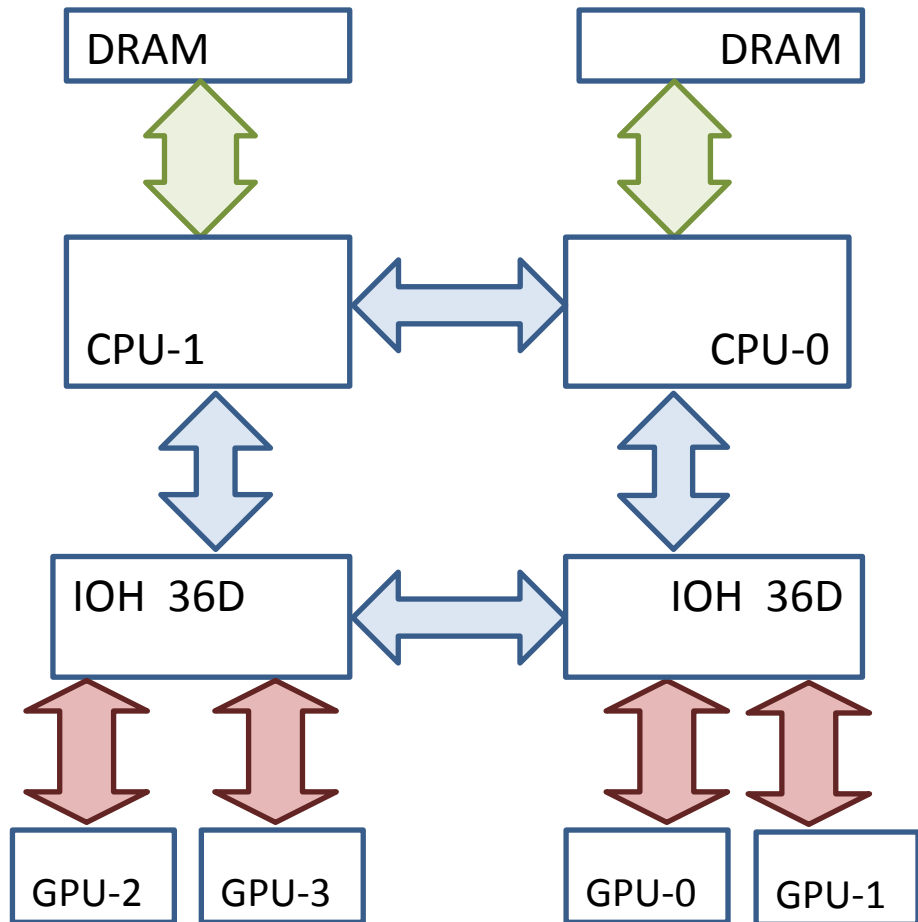 DRAM
DRAM
CPU-1
CPU-0
IOH 36D
IOH 36D
GPU-2
GPU-3
GPU-0
GPU-1